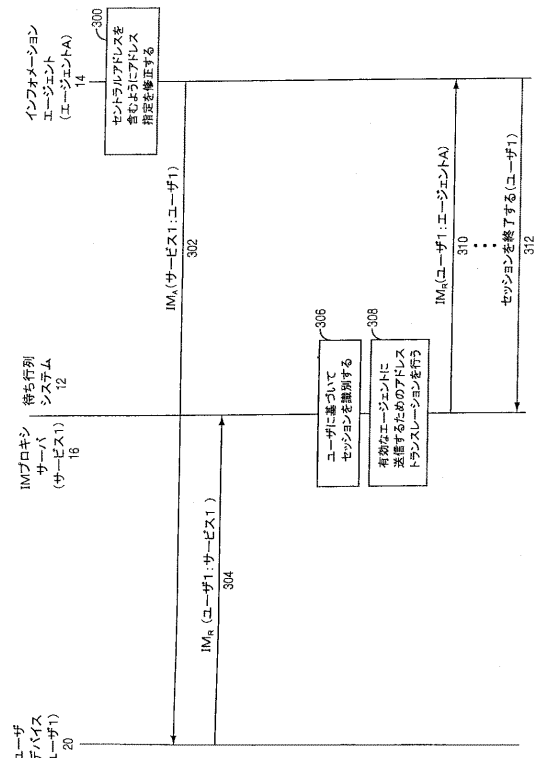 インフォメーション
エージェント
(エージェントA)
14
300
セントラルアドレスを
含むようにアドレス
指定を修正する
IMA(サービス1:ユーザ1)
302
待ち行列
システム
12
IMプロキシ
サーバ
(サービス1)
16
306
ユーザに基づいて
セッションを識別する
308
有効なエージェントに
送信するためのアドレス
トランスレーションを行う
IMR(ユーザ1:エージェントA)
310
セッションを終了する(ユーザ1)
312
IMR (ユーザ1:サービス1 )
304
ユーザ
デバイス
ユーザ1)
20